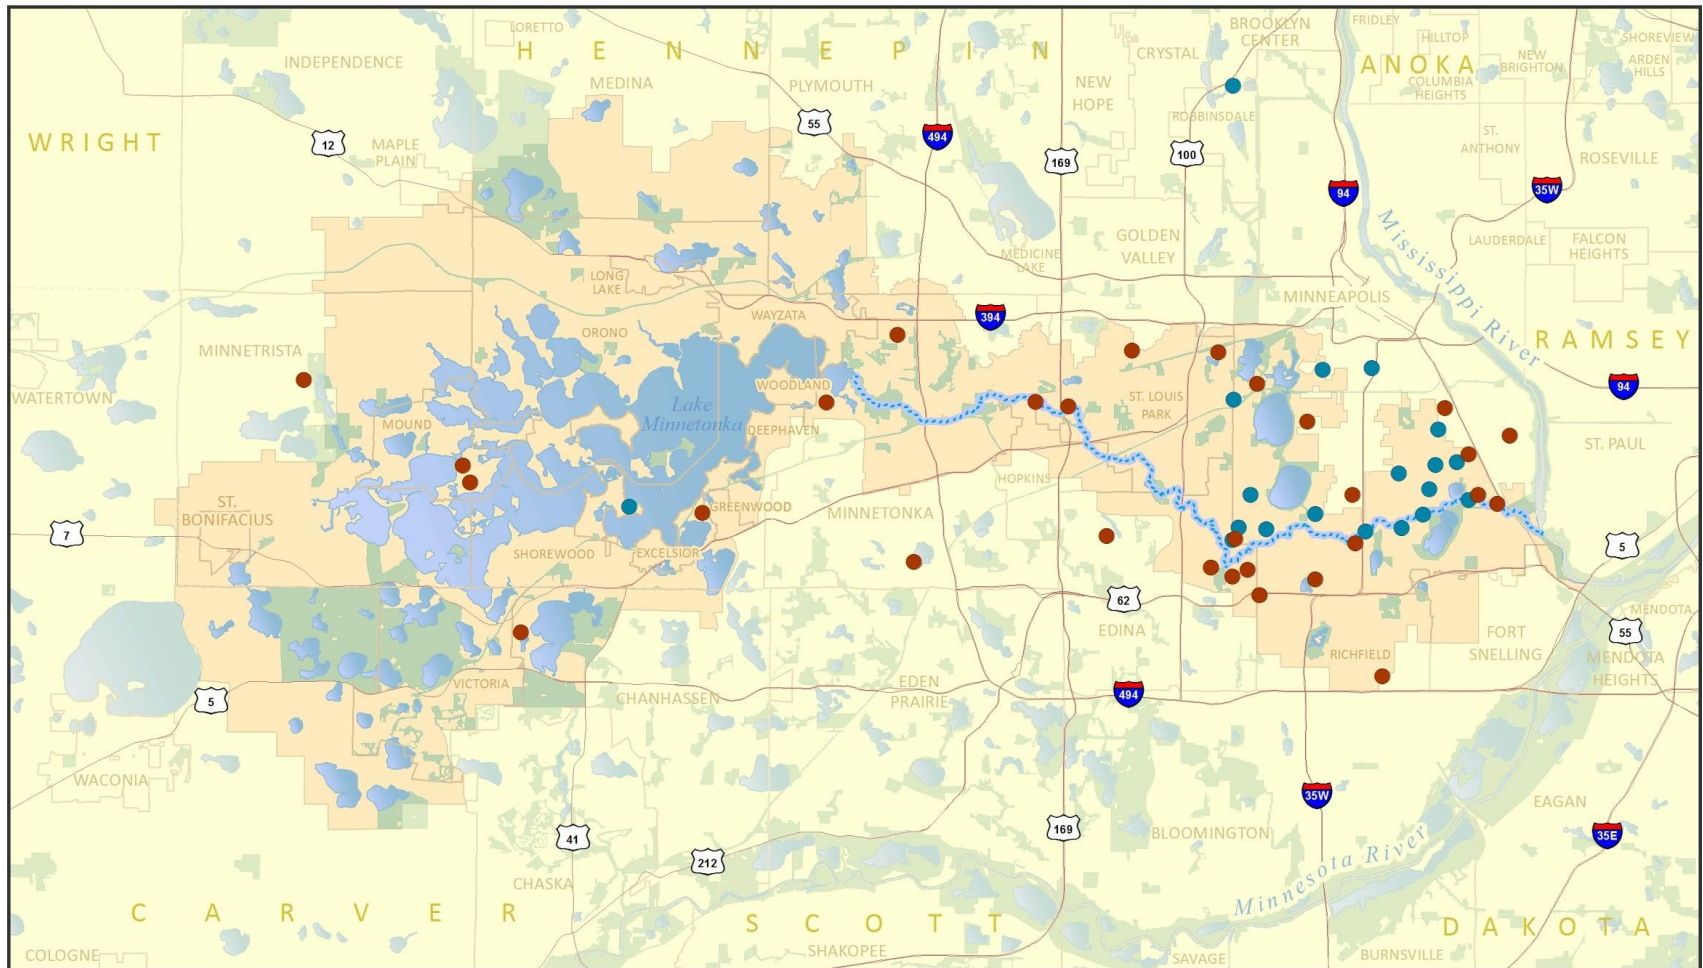 LORETTO
BROOKLYN
CENTER
FRIDLEY
HILLTOP
SHOREVIEW
H E N N E P I N
INDEPENDENCE
MEDINA
PLYMOUTH
CRYSTAL
NEW
HOPE
ANOKA
COLUMBIA
HEIGHTS
NEW
BRIGHTON
ARDEN
HILLS
WRIGHT
12
MAPLE
PLAIN
55
494
169
100
ROBBINSDALE
ST.
ANTHONY
ROSEVILLE
94
35W
Mississippi River
LAUDERDALE
FALCON
HEIGHTS
GOLDEN
VALLEY
MEDICINE
LAKE
LONG
LAKE
MINNEAPOLIS
WAYZATA
394
ORONO
MINNETRISTA
RAMSEY
WATERTOWN
WOODLAND
94
ST. LOUIS
PARK
Lake
Minnetonka
MOUND
DEEPHAVEN
ST. PAUL
HOPKINS
ST.
BONIFACIUS
GREENWOOD
MINNETONKA
7
SHOREWOOD
EXCELSIOR
5
62
EDINA
MENDOTA
55
FORT
SNELLING
RICHFIELD
MENDOTA
HEIGHTS
VICTORIA
5
CHANHASSEN
EDEN
PRAIRIE
494
WACONIA
35W
EAGAN
41
169
BLOOMINGTON
35E
212
Minnesota River
CHASKA
C A R V E R
S C O T T
D A K O T A
COLOGNE
SHAKOPEE
SAVAGE
BURNSVILLE